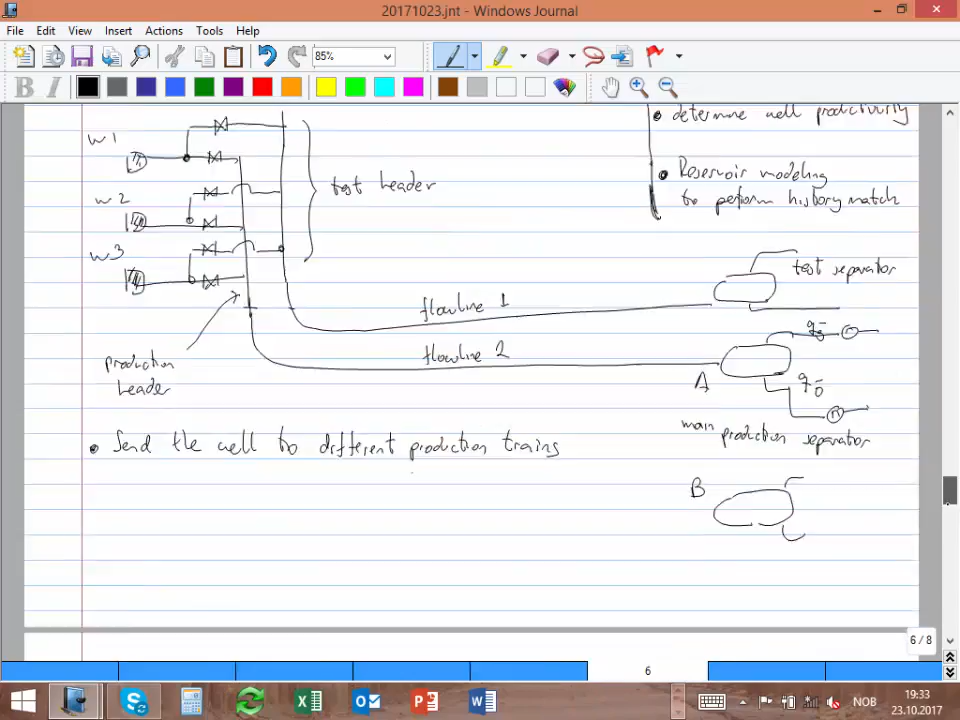 20171023.jnt - Windows Journal
File Edit View Insert Actions Tools Help
85%
B I
determine well productivity
Reservoir modeling
to perform history match
W1
W2
W3
test header
test separator
flowline 1
flowline 2
production
header
A
main
production separator
Send the well to different production trains
B
6 / 8
6
NOB
19:33
23.10.2017